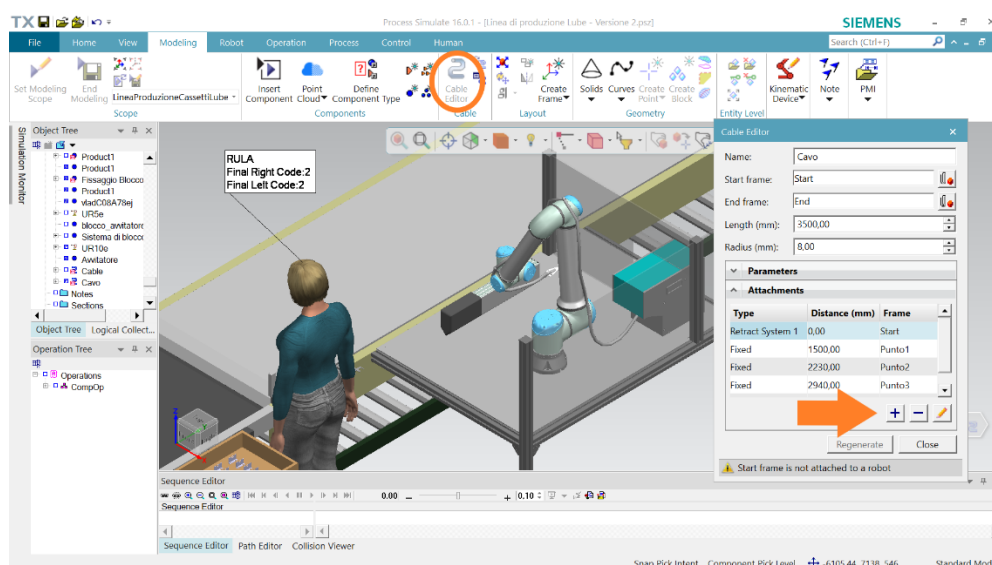 TX
Process Simulate 16.0.1 - [Linea di produzione Lube - Versione 2.psz]
SIEMENS
File Home View Modeling Robot Operation Process Control Human
Search (Ctrl+F)
Set Modeling Scope
End Modeling
LineaProduzioneCassettiLube
Scope
Insert Component
Point Cloud
Define Component Type
Components
Cable Editor
Cable
Create Frame
Layout
Solids
Curves
Create Point
Create Block
Geometry
Entity Level
Kinematic Device
Note
PMI
Simulation Monitor
Object Tree
Product1
Fissaggio Blocco
Product1
vladC08A78ej
UR5e
blocco_avvitatore
Sistema di blocco
UR10e
Avvitatore
Cable
Cavo
Notes
Sections
Object Tree Logical Collect...
Operation Tree
Operations
CompOp
RULA
Final Right Code:2
Final Left Code:2
Z
Cable Editor
Name: Cavo
Start frame: Start
End frame: End
Length (mm): 3500,00
Radius (mm): 8,00
Parameters
Attachments
Type Distance (mm) Frame
Retract System 1 0,00 Start
Fixed 1500,00 Punto1
Fixed 2230,00 Punto2
Fixed 2940,00 Punto3
Regenerate Close
Start frame is not attached to a robot
Sequence Editor
0.00 0.10
Sequence Editor
Sequence Editor Path Editor Collision Viewer
Snap Pick Intent Component Pick Level -6105.44, 7138, 546 Standard Mod